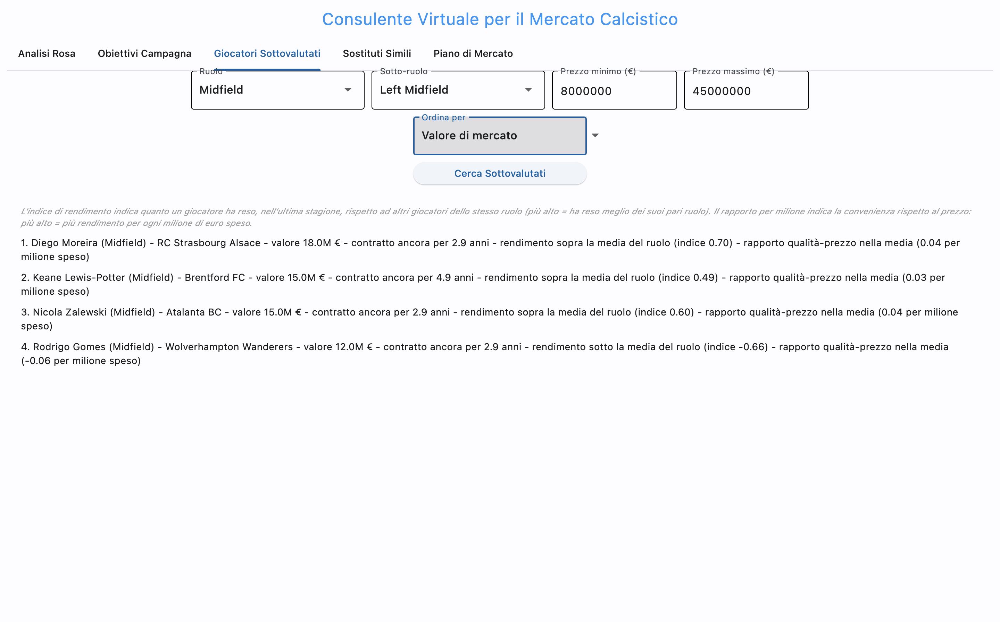 Consulente Virtuale per il Mercato Calcistico
Analisi Rosa
Obiettivi Campagna
Giocatori Sottovalutati
Sostituti Simili
Piano di Mercato
Ruolo
Sotto-ruolo
Prezzo minimo (€)
Prezzo massimo (€)
Midfield
Left Midfield
8000000
45000000
Ordina per
Valore di mercato
Cerca Sottovalutati
L'indice di rendimento indica quanto un giocatore ha reso, nell'ultima stagione, rispetto ad altri giocatori dello stesso ruolo (più alto = ha reso meglio dei suoi pari ruolo). Il rapporto per milione indica la convenienza rispetto al prezzo:
più alto = più rendimento per ogni milione di euro speso.
1. Diego Moreira (Midfield) - RC Strasbourg Alsace - valore 18.0M € - contratto ancora per 2.9 anni - rendimento sopra la media del ruolo (indice 0.70) - rapporto qualità-prezzo nella media (0.04 per
milione speso)
2. Keane Lewis-Potter (Midfield) - Brentford FC - valore 15.0M € - contratto ancora per 4.9 anni - rendimento sopra la media del ruolo (indice 0.49) - rapporto qualità-prezzo nella media (0.03 per
milione speso)
3. Nicola Zalewski (Midfield) - Atalanta BC - valore 15.0M € - contratto ancora per 2.9 anni - rendimento sopra la media del ruolo (indice 0.60) - rapporto qualità-prezzo nella media (0.04 per milione
speso)
4. Rodrigo Gomes (Midfield) - Wolverhampton Wanderers - valore 12.0M € - contratto ancora per 2.9 anni - rendimento sotto la media del ruolo (indice -0.66) - rapporto qualità-prezzo nella media
(-0.06 per milione speso)